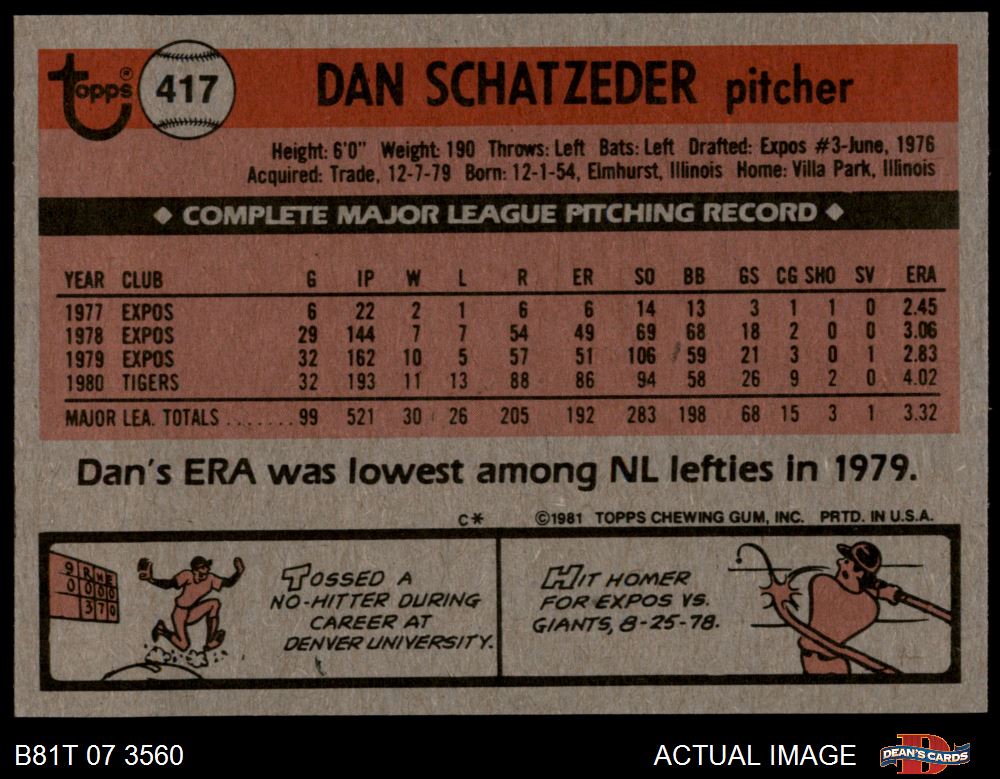 topps® 417 DAN SCHATZEDER pitcher
Height: 6'0" Weight: 190 Throws: Left Bats: Left Drafted: Expos #3-June, 1976
Acquired: Trade, 12-7-79 Born: 12-1-54, Elmhurst, Illinois Home: Villa Park, Illinois
◆ COMPLETE MAJOR LEAGUE PITCHING RECORD ◆
YEAR CLUB G IP W L R ER SO BB GS CG SHO SV ERA
1977 EXPOS 6 22 2 1 6 6 14 13 3 1 1 0 2.45
1978 EXPOS 29 144 7 7 54 49 69 68 18 2 0 0 3.06
1979 EXPOS 32 162 10 5 57 51 106 59 21 3 0 1 2.83
1980 TIGERS 32 193 11 13 88 86 94 58 26 9 2 0 4.02
MAJOR LEA. TOTALS ....... 99 521 30 26 205 192 283 198 68 15 3 1 3.32
Dan's ERA was lowest among NL lefties in 1979.
C* ©1981 TOPPS CHEWING GUM, INC. PRTD. IN U.S.A.
9 R H E
0 0 0 0
3 7 0
TOSSED A
NO-HITTER DURING
CAREER AT
DENVER UNIVERSITY.
HIT HOMER
FOR EXPOS VS.
GIANTS, 8-25-78.
B81T 07 3560 ACTUAL IMAGE DEAN'S CARDS